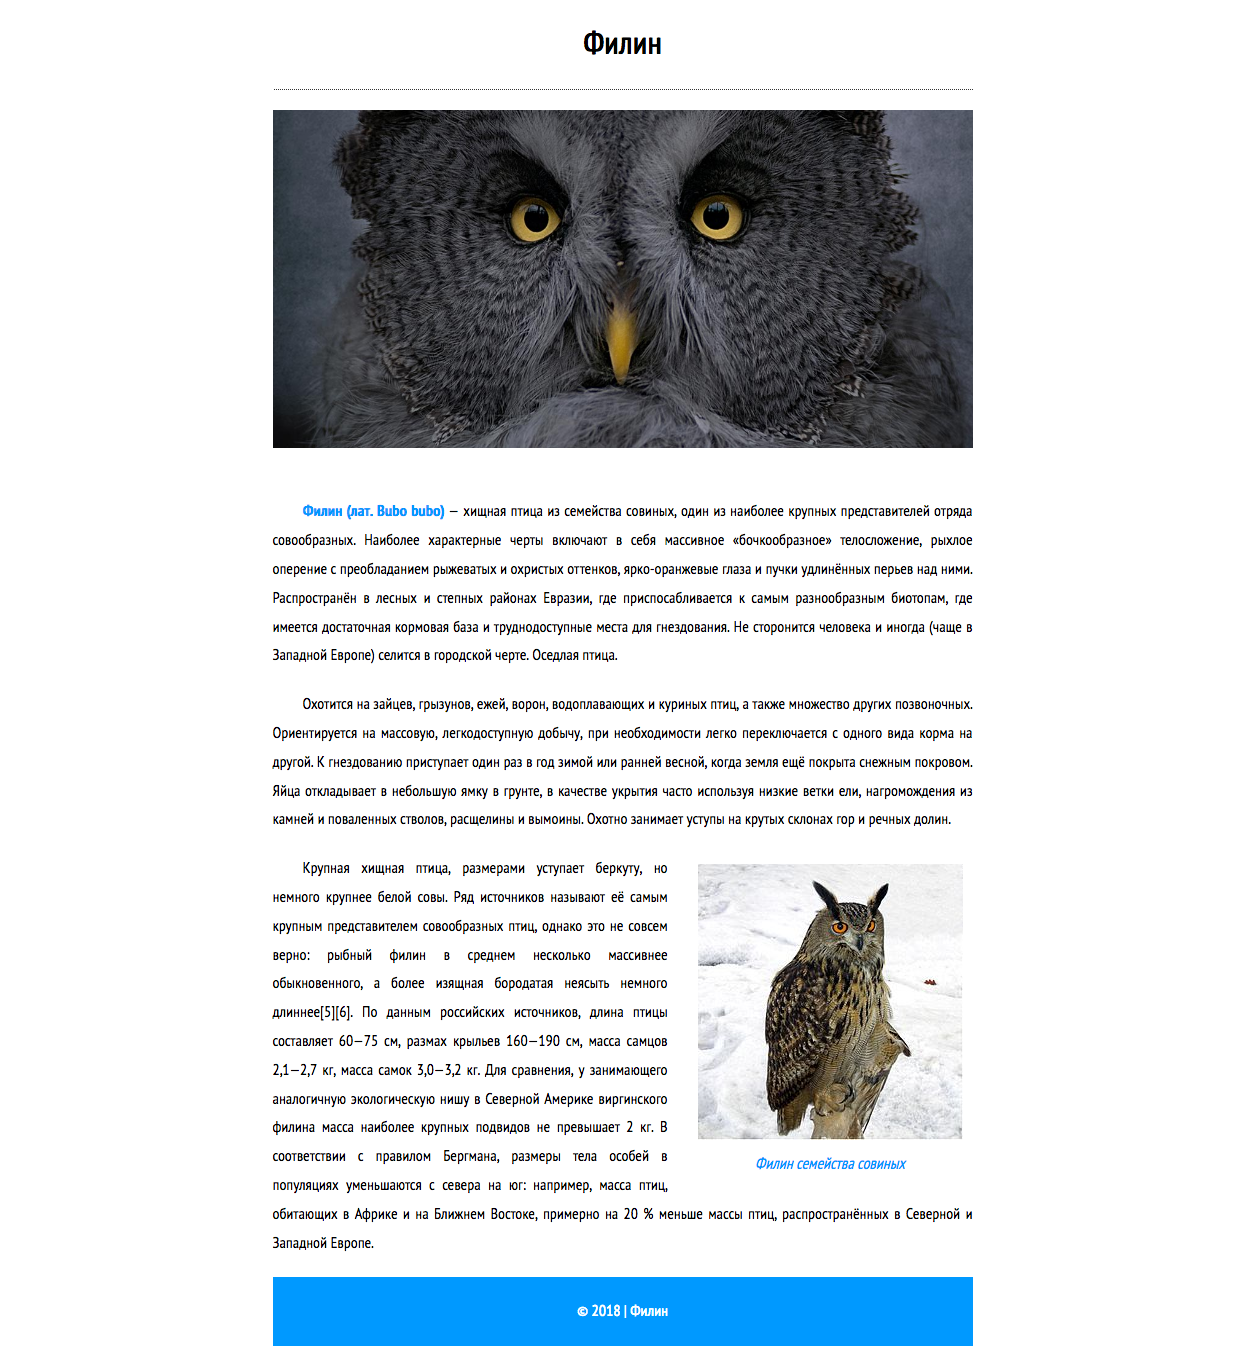 Филин
Филин (лат. Bubo bubo) — хищная птица из семейства совиных, один из наиболее крупных представителей отряда
совообразных. Наиболее характерные черты включают в себя массивное «бочкообразное» телосложение, рыхлое
оперение с преобладанием рыжеватых и охристых оттенков, ярко-оранжевые глаза и пучки удлинённых перьев над ними.
Распространён в лесных и степных районах Евразии, где приспосабливается к самым разнообразным биотопам, где
имеется достаточная кормовая база и труднодоступные места для гнездования. Не сторонится человека и иногда (чаще в
Западной Европе) селится в городской черте. Оседлая птица.
Охотится на зайцев, грызунов, ежей, ворон, водоплавающих и куриных птиц, а также множество других позвоночных.
Ориентируется на массовую, легкодоступную добычу, при необходимости легко переключается с одного вида корма на
другой. К гнездованию приступает один раз в год зимой или ранней весной, когда земля ещё покрыта снежным покровом.
Яйца откладывает в небольшую ямку в грунте, в качестве укрытия часто используя низкие ветки ели, нагромождения из
камней и поваленных стволов, расщелины и вымоины. Охотно занимает уступы на крутых склонах гор и речных долин.
Крупная хищная птица, размерами уступает беркуту, но
немного крупнее белой совы. Ряд источников называют её самым
крупным представителем совообразных птиц, однако это не совсем
верно: рыбный филин в среднем несколько массивнее
обыкновенного, а более изящная бородатая неясыть немного
длиннее[5][6]. По данным российских источников, длина птицы
составляет 60—75 см, размах крыльев 160—190 см, масса самцов
2,1—2,7 кг, масса самок 3,0—3,2 кг. Для сравнения, у занимающего
аналогичную экологическую нишу в Северной Америке виргинского
филина масса наиболее крупных подвидов не превышает 2 кг. В
соответствии с правилом Бергмана, размеры тела особей в
популяциях уменьшаются с севера на юг: например, масса птиц,
обитающих в Африке и на Ближнем Востоке, примерно на 20 % меньше массы птиц, распространённых в Северной и
Западной Европе.
Филин семейства совиных
© 2018 | Филин